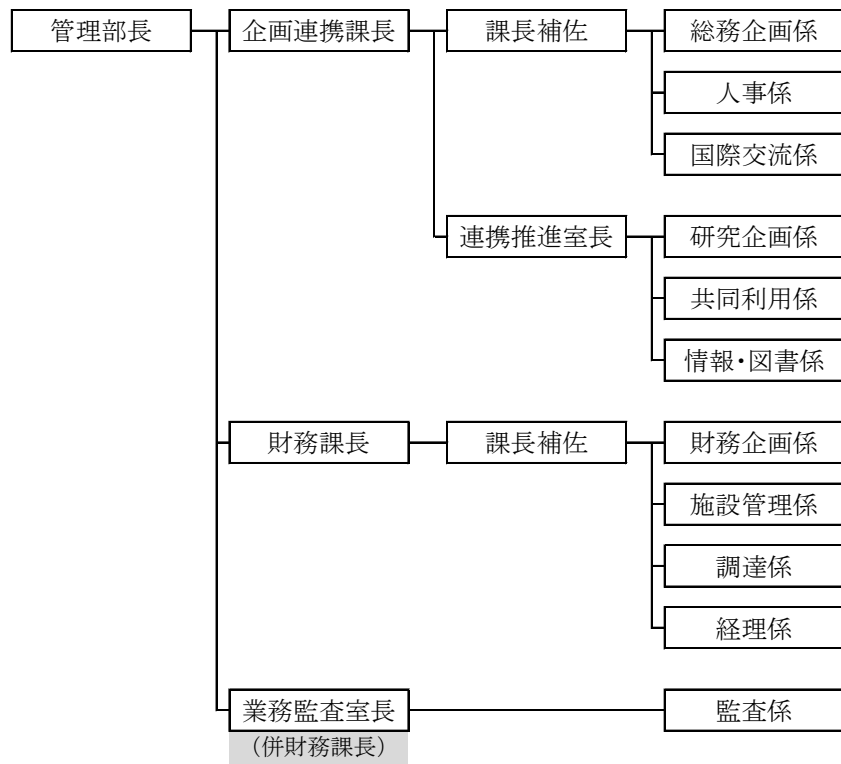 管理部長
企画連携課長
課長補佐
総務企画係
人事係
国際交流係
連携推進室長
研究企画係
共同利用係
情報・図書係
財務課長
課長補佐
財務企画係
施設管理係
調達係
経理係
業務監査室長
(併財務課長)
監査係